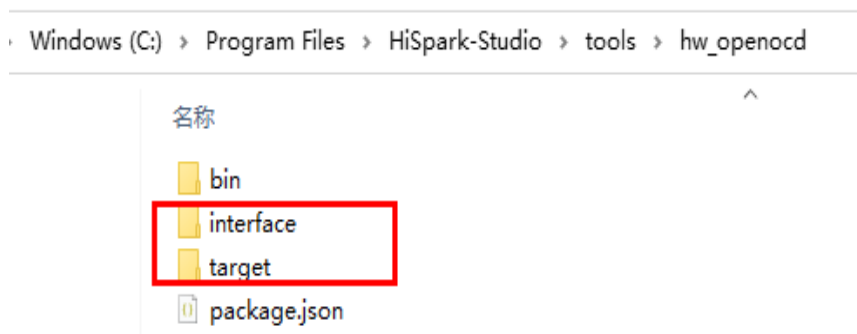 Windows (C:) > Program Files > HiSpark-Studio > tools > hw_openocd
名称
bin
interface
target
package.json